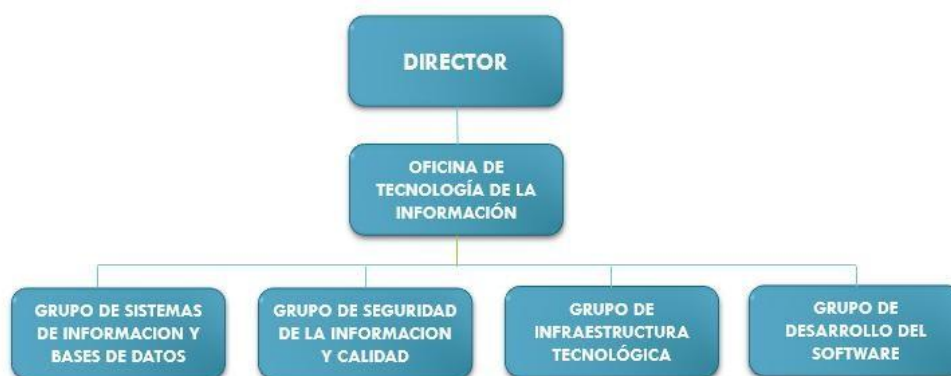 DIRECTOR
OFICINA DE
TECNOLOGÍA DE LA
INFORMACIÓN
GRUPO DE SISTEMAS
DE INFORMACION Y
BASES DE DATOS
GRUPO DE SEGURIDAD
DE LA INFORMACION
Y CALIDAD
GRUPO DE
INFRAESTRUCTURA
TECNOLÓGICA
GRUPO DE
DESARROLLO DEL
SOFTWARE